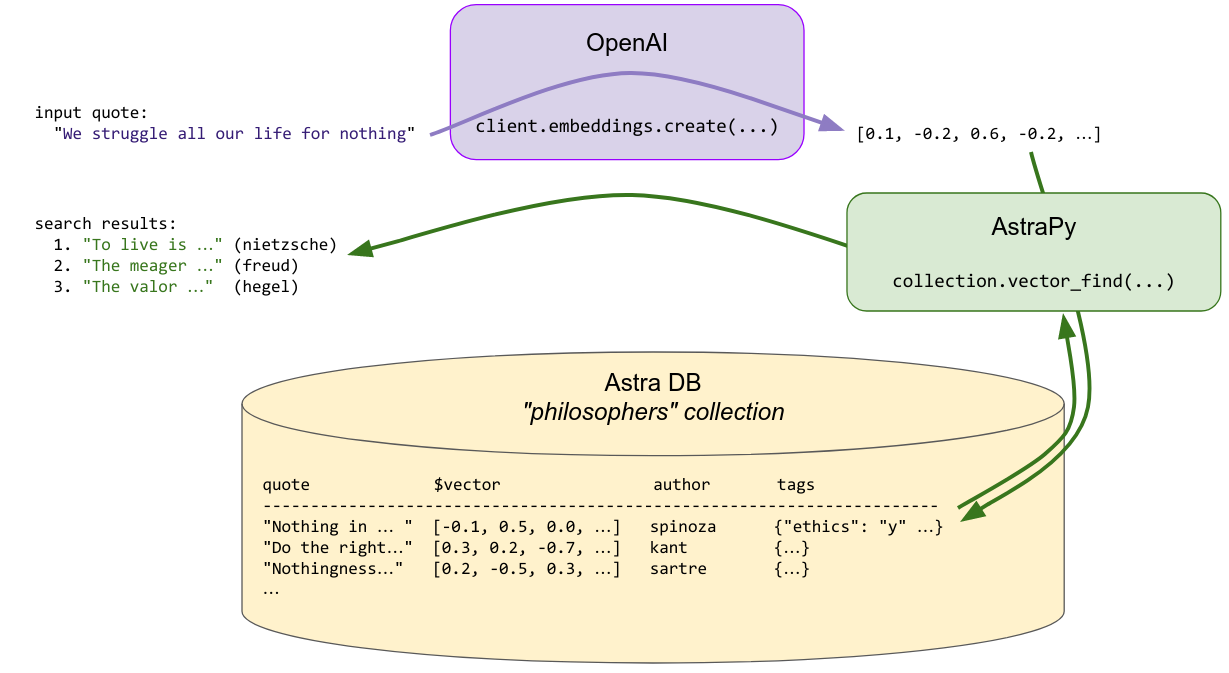 OpenAI
input quote:
"We struggle all our life for nothing"
client.embeddings.create(...)
[0.1, -0.2, 0.6, -0.2, …]
AstraPy
collection.vector_find(...)
search results:
1. "To live is …" (nietzsche)
2. "The meager …" (freud)
3. "The valor …" (hegel)
Astra DB
"philosophers" collection
quote $vector author tags
-----------------------------------------------------------------------
"Nothing in … " [-0.1, 0.5, 0.0, …] spinoza {"ethics": "y" …}
"Do the right…" [0.3, 0.2, -0.7, …] kant {…}
"Nothingness…" [0.2, -0.5, 0.3, …] sartre {…}
…